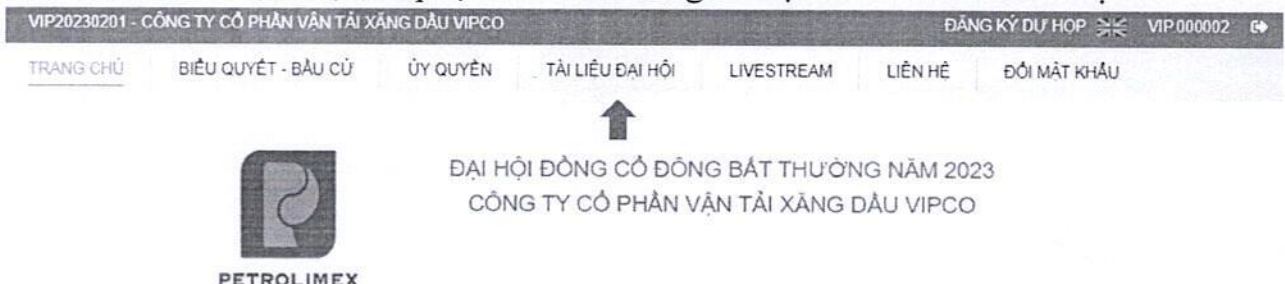 VIP20230201 - CÔNG TY CỔ PHẦN VẬN TẢI XĂNG DẦU VIPCO ĐĂNG KÝ DỰ HỌP VIP000002
TRANG CHỦ BIỂU QUYẾT - BẦU CỬ ỦY QUYỀN TÀI LIỆU ĐẠI HỘI LIVESTREAM LIÊN HỆ ĐỔI MẬT KHẨU
ĐẠI HỘI ĐỒNG CỔ ĐÔNG BẤT THƯỜNG NĂM 2023
CÔNG TY CỔ PHẦN VẬN TẢI XĂNG DẦU VIPCO
PETROLIMEX